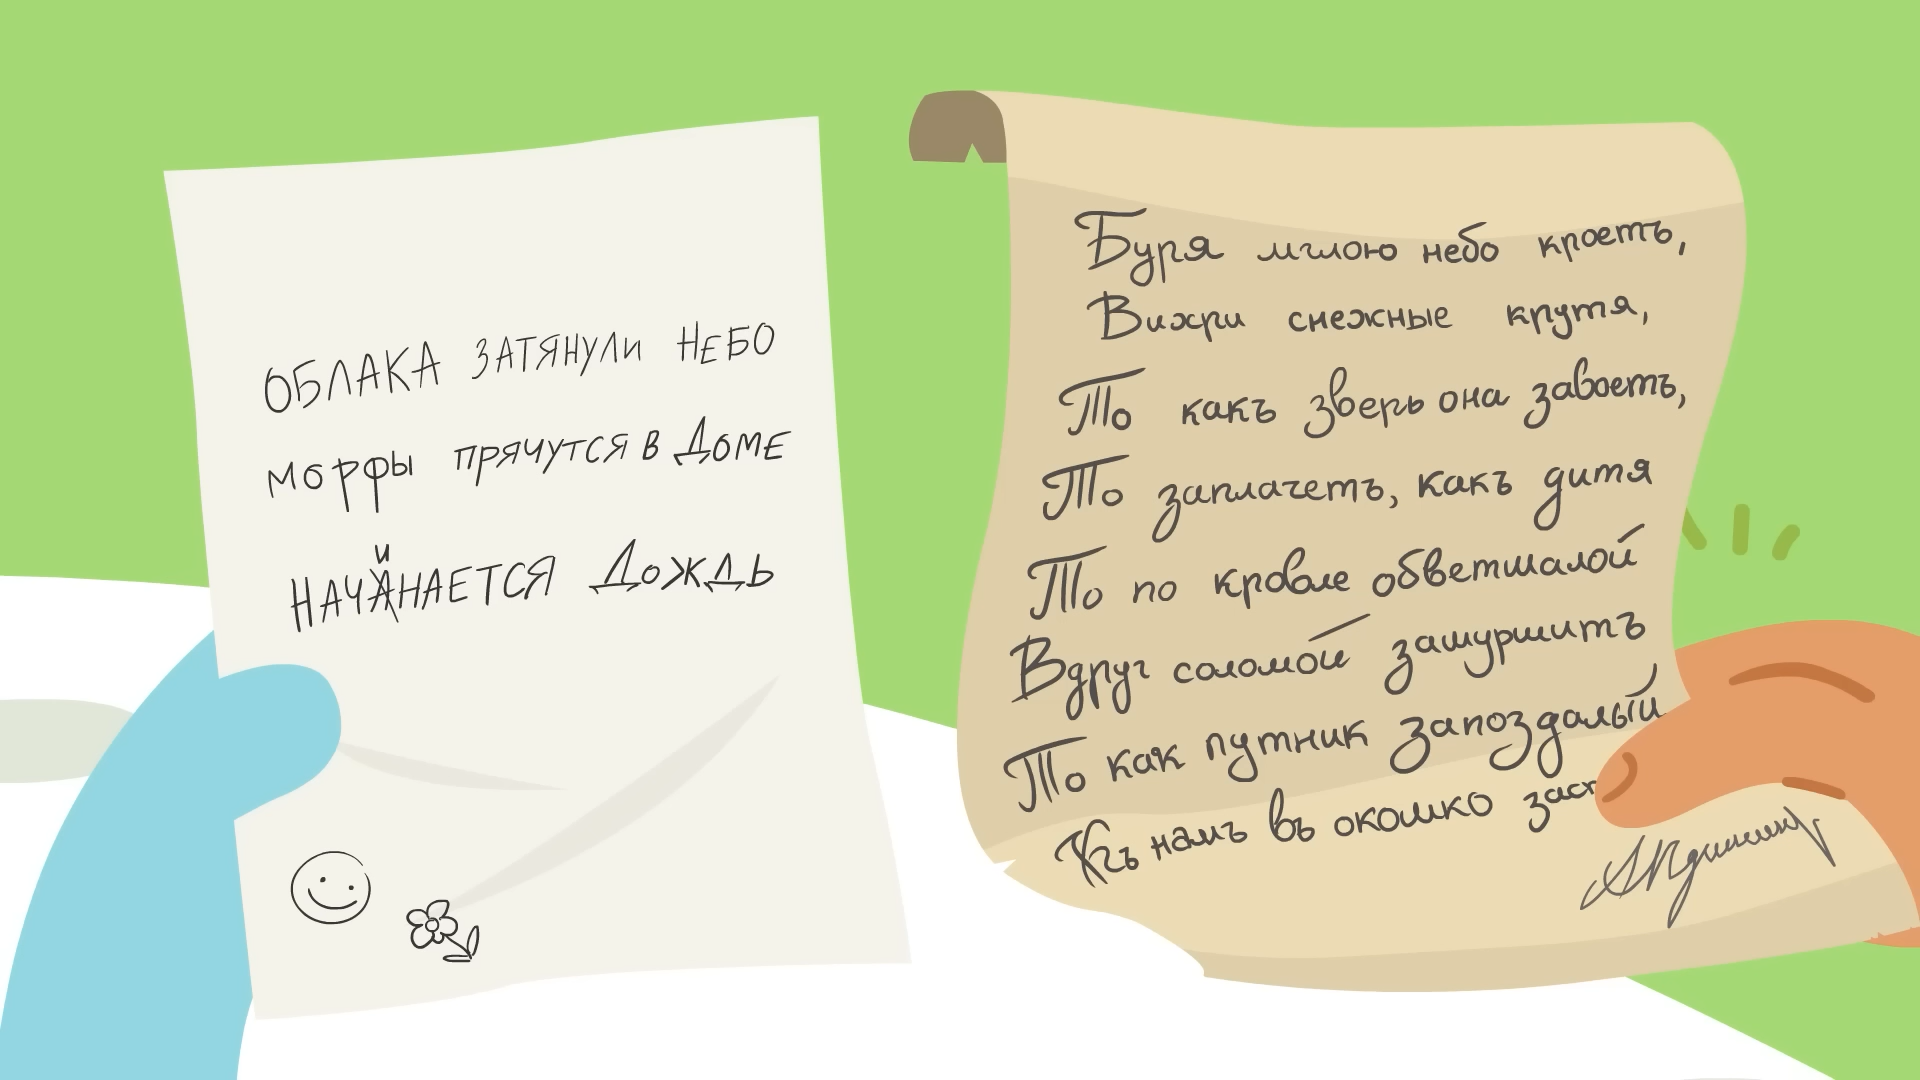 ОБЛАКА ЗАТЯНУЛИ НЕБО
морфы прячутся в Доме
НАЧИНАЕТСЯ Дождь
Буря мглою небо кроетъ,
Вихри снежные крутя,
То какъ зверь она завоетъ,
То заплачетъ, какъ дитя
То по кровле обветшалой
Вдруг соломой зашуршитъ
То как путник запоздалый
Къ намъ въ окошко